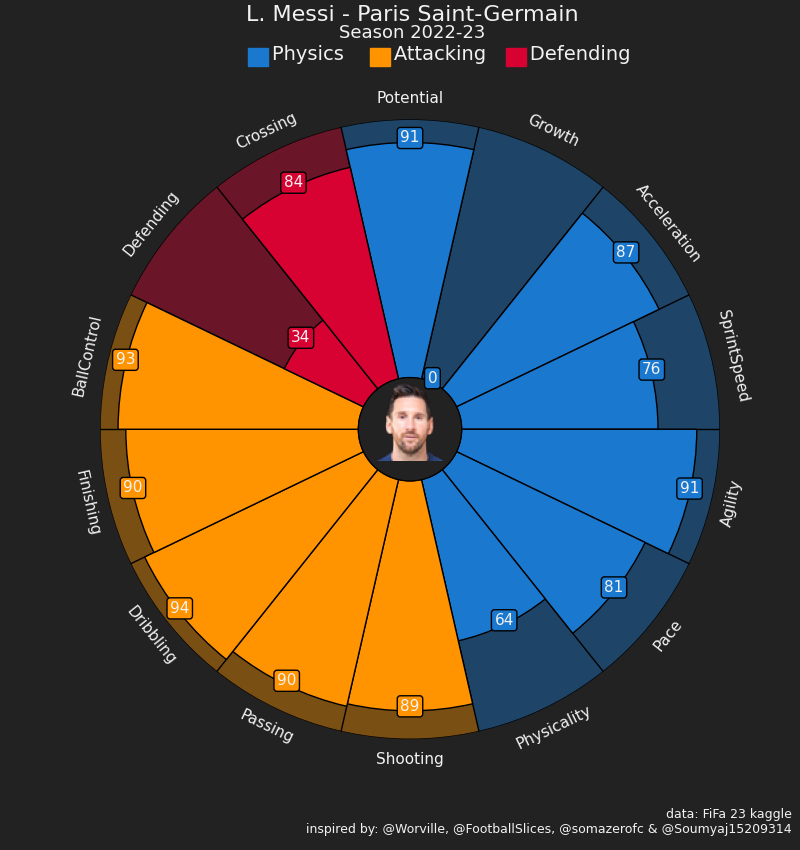 L. Messi - Paris Saint-Germain
Season 2022-23
Physics Attacking Defending
Potential
91
Growth
0
Acceleration
87
SprintSpeed
76
Agility
91
Pace
81
Physicality
64
Shooting
89
Passing
90
Dribbling
94
Finishing
90
BallControl
93
Defending
34
Crossing
84
data: FiFa 23 kaggle
inspired by: @Worville, @FootballSlices, @somazerofc & @Soumyaj15209314